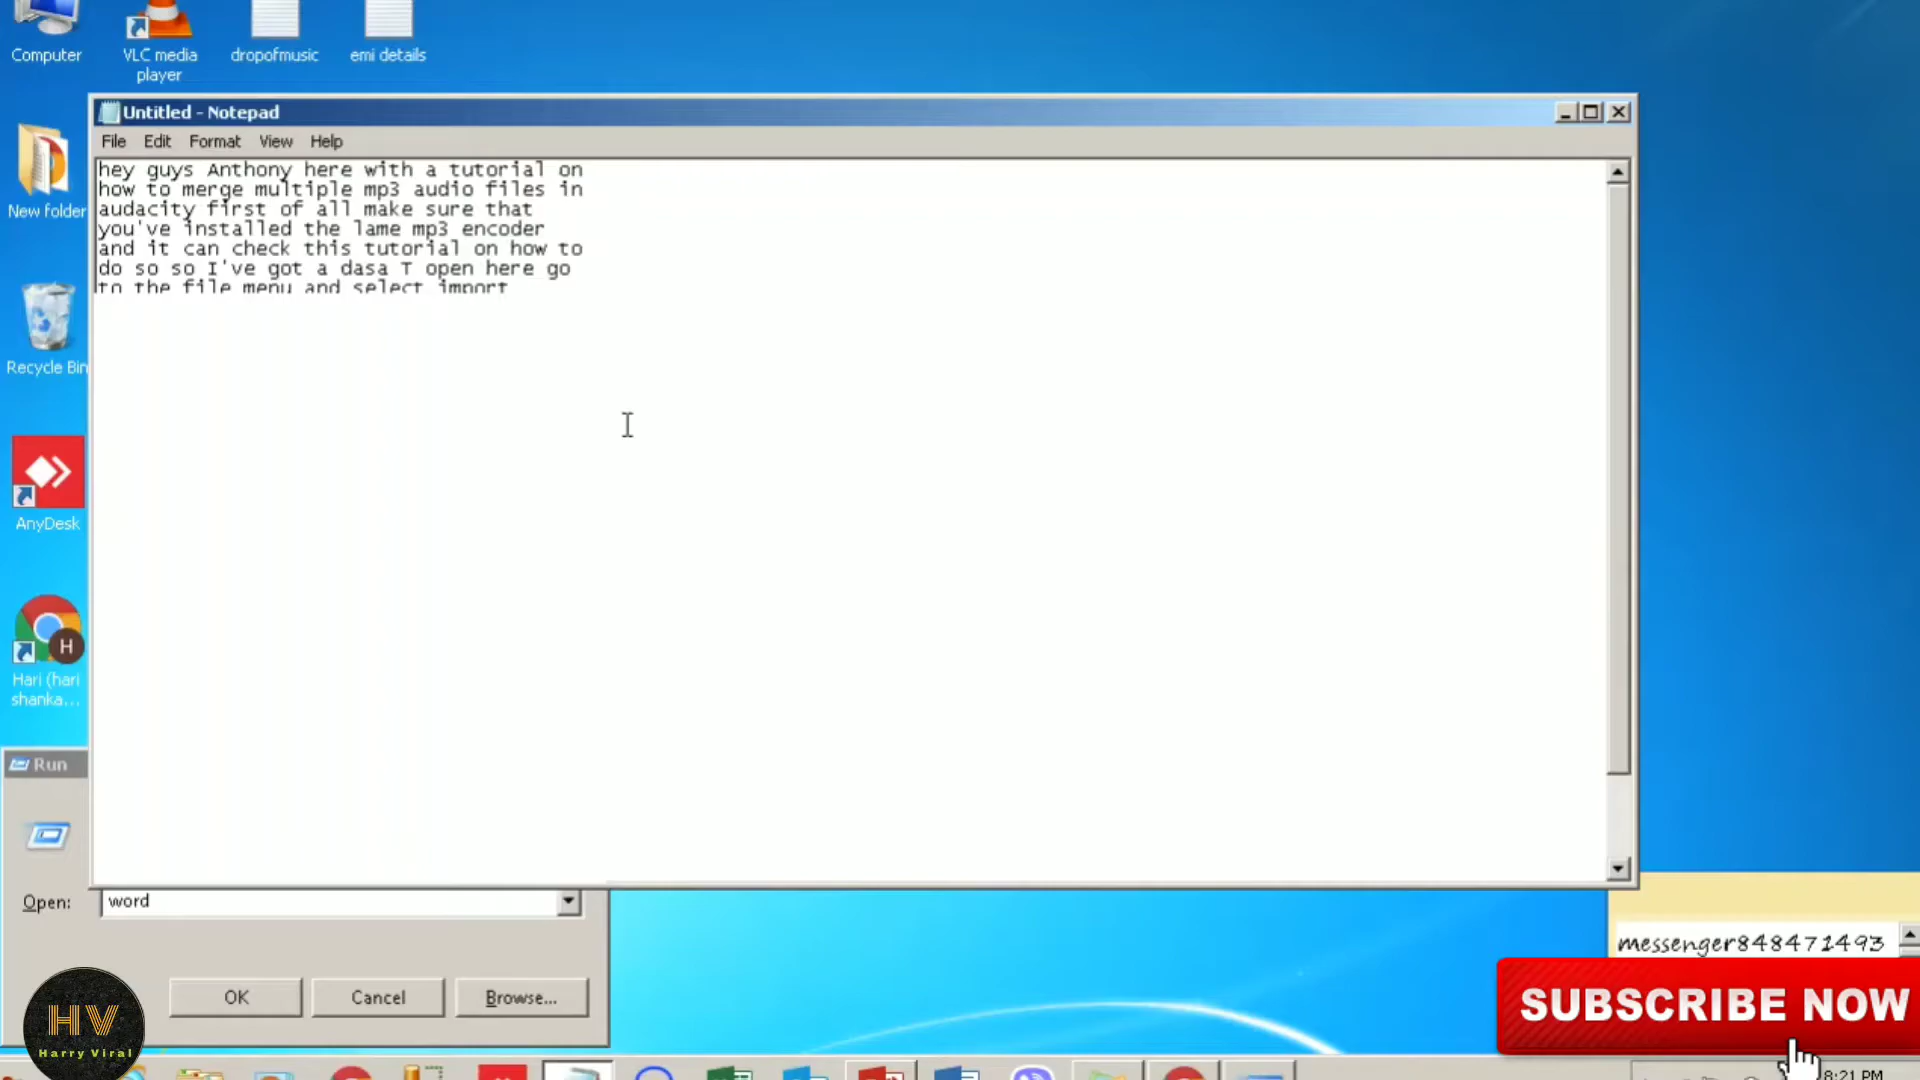 Computer
VLC media
player
dropofmusic
emi details
Untitled - Notepad
File Edit Format View Help
hey guys Anthony here with a tutorial on
how to merge multiple mp3 audio files in
audacity first of all make sure that
you've installed the lame mp3 encoder
and it can check this tutorial on how to
do so so I've got a dasa T open here go
to the file menu and select import
New folder
Recycle Bin
AnyDesk
H
Hari (hari
shanka...
Run
Open: word
OK Cancel Browse...
messenger848471493
SUBSCRIBE NOW
HV
Harry Viral
8:21 PM